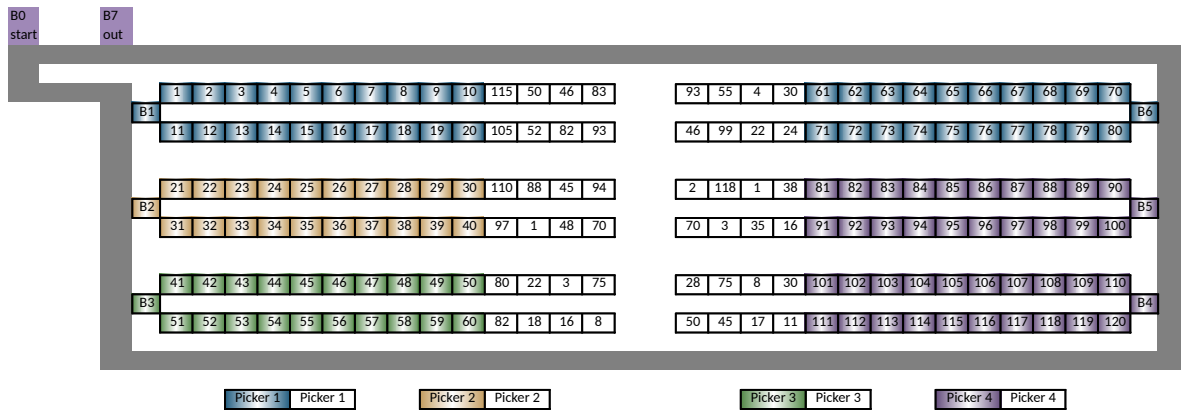 B0 B7
start out
1 2 3 4 5 6 7 8 9 10 115 50 46 83 93 55 4 30 61 62 63 64 65 66 67 68 69 70
B1 B6
11 12 13 14 15 16 17 18 19 20 105 52 82 93 46 99 22 24 71 72 73 74 75 76 77 78 79 80
21 22 23 24 25 26 27 28 29 30 110 88 45 94 2 118 1 38 81 82 83 84 85 86 87 88 89 90
B2 B5
31 32 33 34 35 36 37 38 39 40 97 1 48 70 70 3 35 16 91 92 93 94 95 96 97 98 99 100
41 42 43 44 45 46 47 48 49 50 80 22 3 75 28 75 8 30 101 102 103 104 105 106 107 108 109 110
B3 B4
51 52 53 54 55 56 57 58 59 60 82 18 16 8 50 45 17 11 111 112 113 114 115 116 117 118 119 120
Picker 1 Picker 1 Picker 2 Picker 2 Picker 3 Picker 3 Picker 4 Picker 4